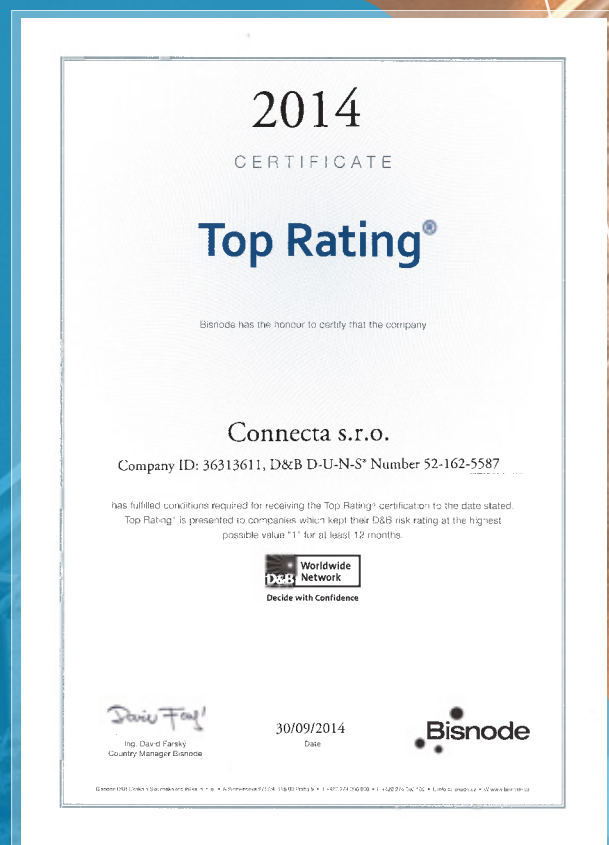 2014
CERTIFICATE
Top Rating®
Bisnode has the honour to certify that the company
Connecta s.r.o.
Company ID: 36313611, D&B D-U-N-S® Number 52-162-5587
has fulfilled conditions required for receiving the Top Rating® certification to the date stated.
Top Rating® is presented to companies which kept their D&B risk rating at the highest
possible value "1" for at least 12 months.
D&B
Worldwide
Network
Decide with Confidence
Ing. David Farský
Country Manager Bisnode
30/09/2014
Date
Bisnode